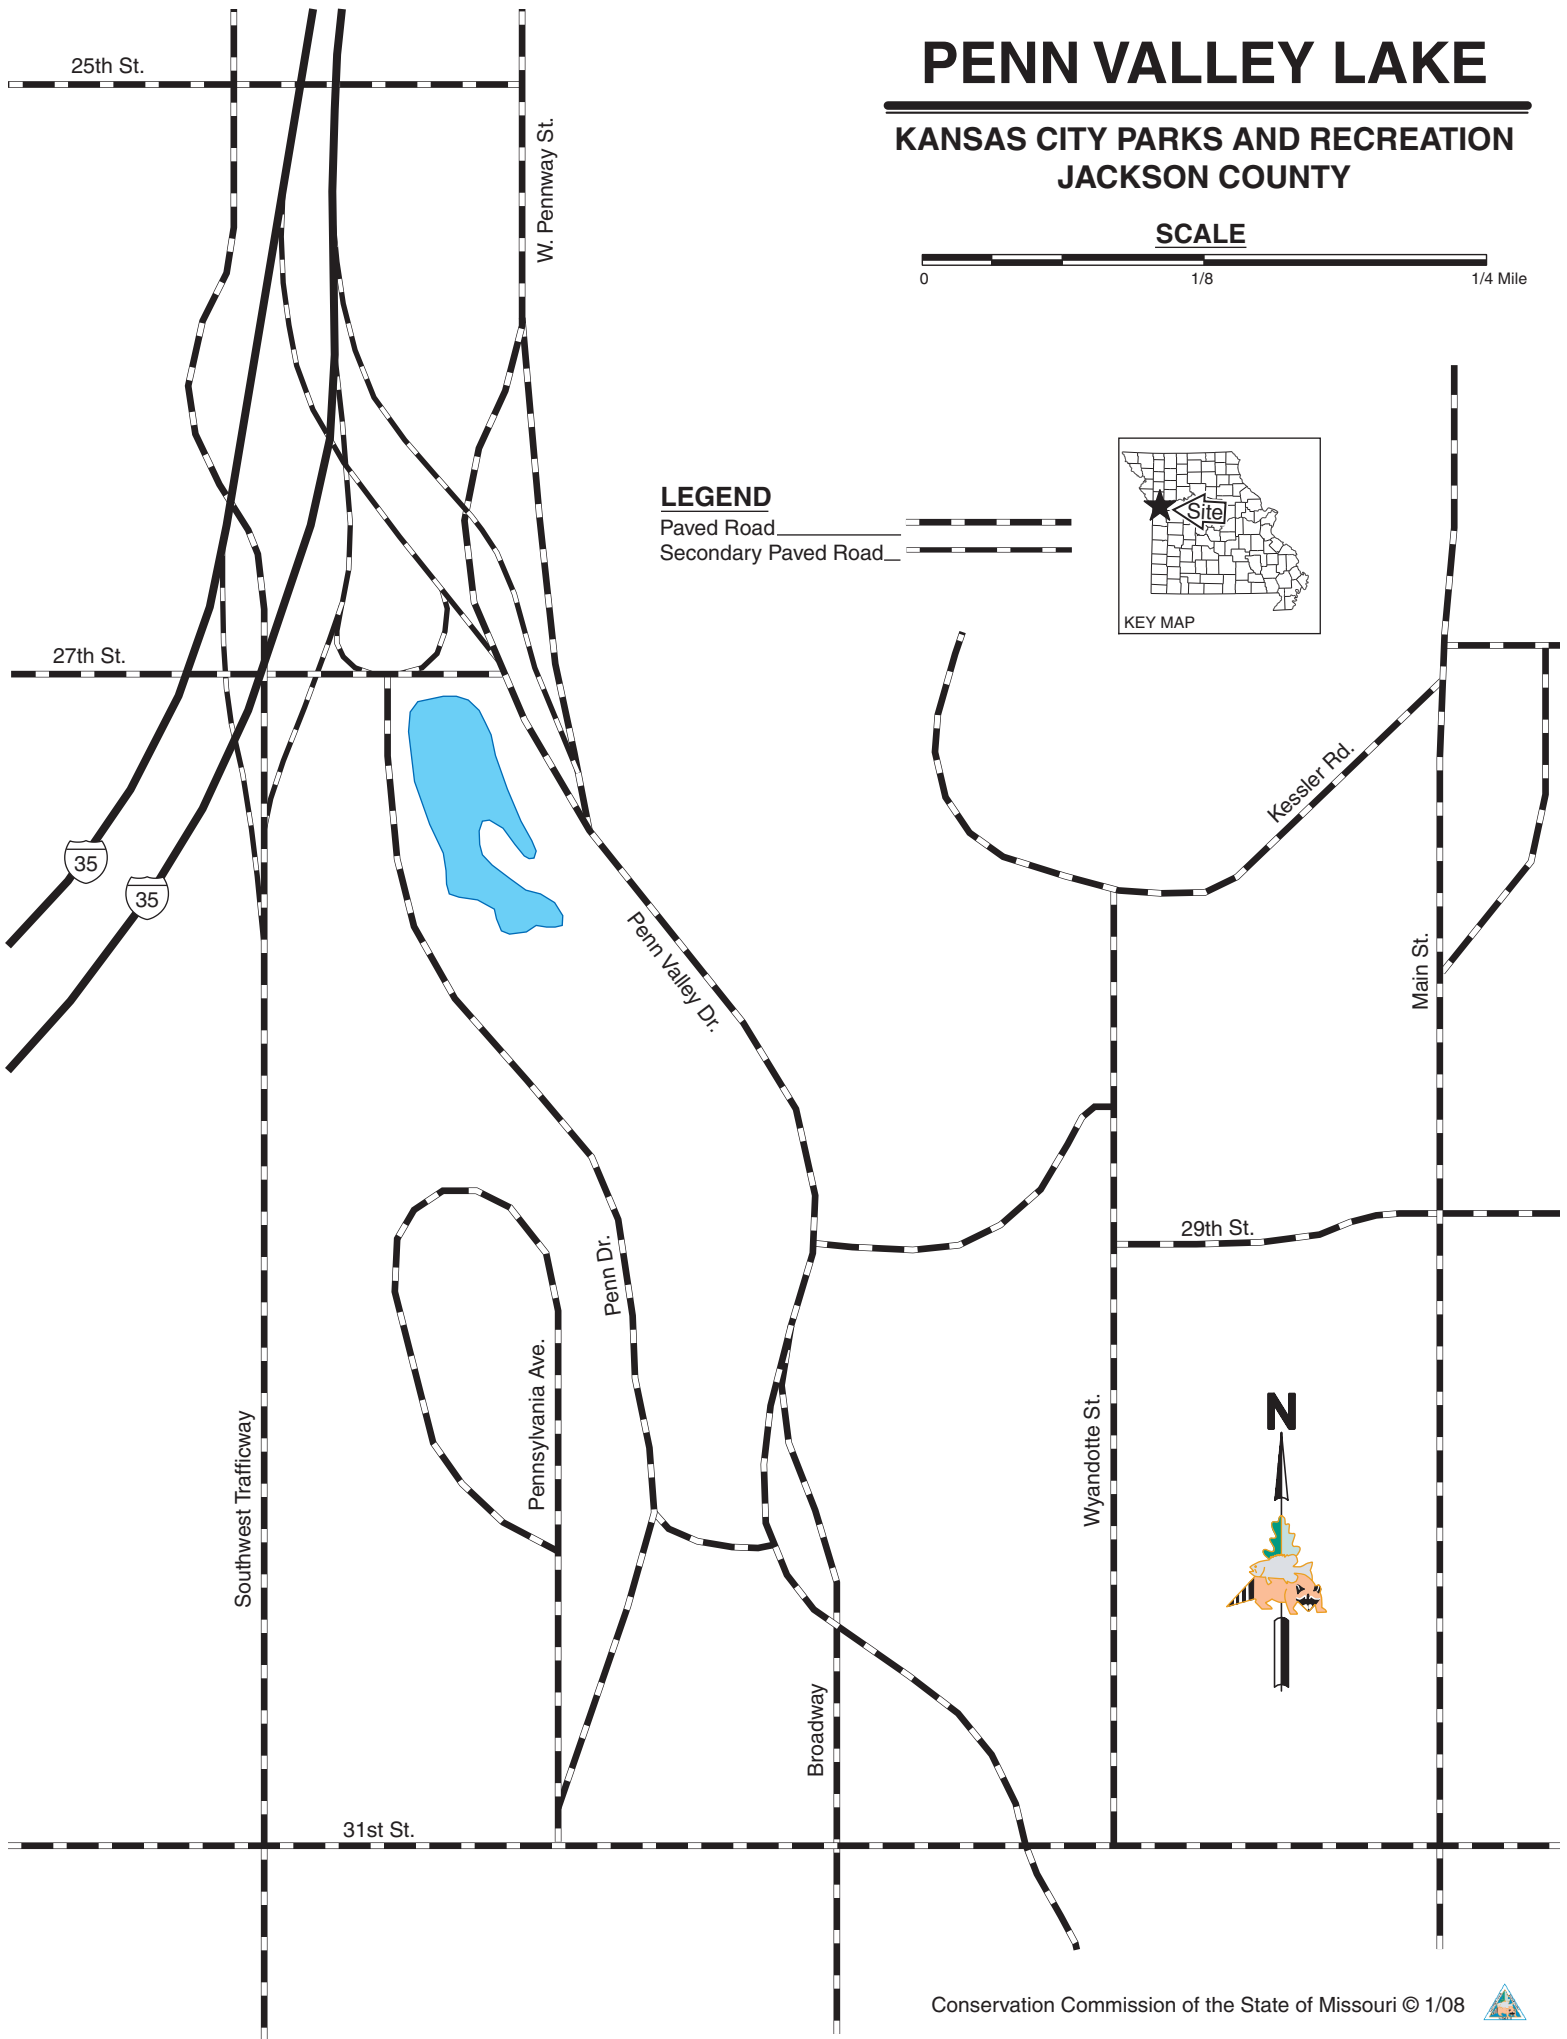 PENN VALLEY LAKE
KANSAS CITY PARKS AND RECREATION
JACKSON COUNTY
SCALE
0 1/8 1/4 Mile
25th St.
W. Pennway St.
LEGEND
Paved Road
Secondary Paved Road
Site
KEY MAP
27th St.
Kessler Rd.
35
35
Penn Valley Dr.
Main St.
29th St.
Penn Dr.
Pennsylvania Ave.
Southwest Trafficway
Wyandotte St.
N
Broadway
31st St.
Conservation Commission of the State of Missouri © 1/08